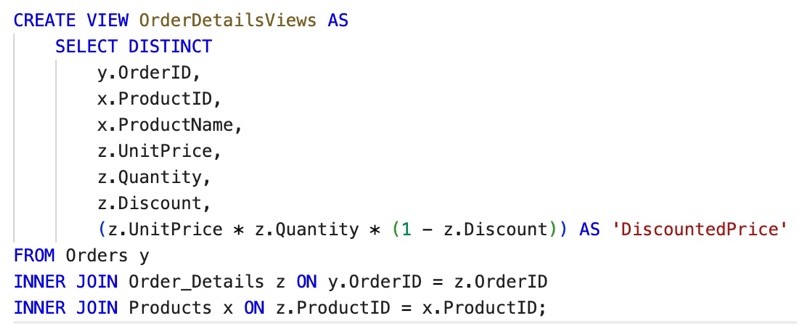 CREATE VIEW OrderDetailsViews AS
    SELECT DISTINCT
        y.OrderID,
        x.ProductID,
        x.ProductName,
        z.UnitPrice,
        z.Quantity,
        z.Discount,
        (z.UnitPrice * z.Quantity * (1 - z.Discount)) AS 'DiscountedPrice'
FROM Orders y
INNER JOIN Order_Details z ON y.OrderID = z.OrderID
INNER JOIN Products x ON z.ProductID = x.ProductID;